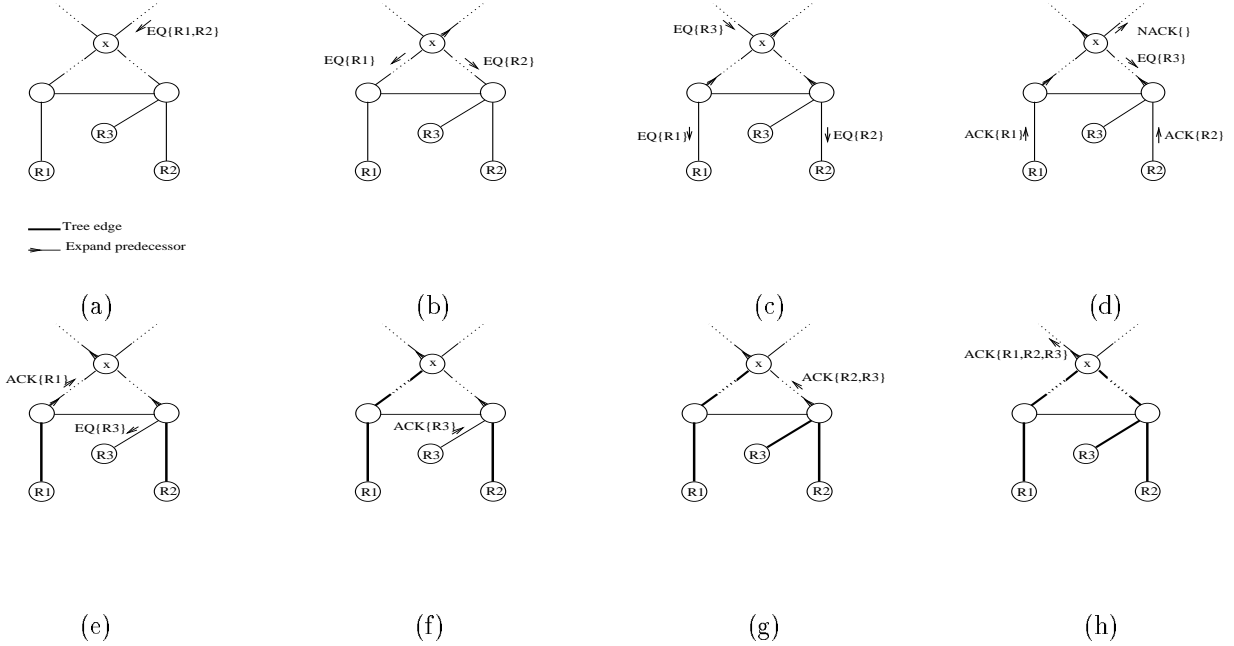 EQ{R1,R2}
x
R3
R1
R2
Tree edge
Expand predecessor
(a)
x
EQ{R1}
EQ{R2}
R3
R1
R2
(b)
EQ{R3}
x
R3
EQ{R1}
EQ{R2}
R1
R2
(c)
NACK{}
x
EQ{R3}
R3
ACK{R1}
ACK{R2}
R1
R2
(d)
x
ACK{R1}
EQ{R3}
R3
R1
R2
(e)
x
ACK{R3}
R3
R1
R2
(f)
x
ACK{R2,R3}
R3
R1
R2
(g)
ACK{R1,R2,R3}
x
R3
R1
R2
(h)